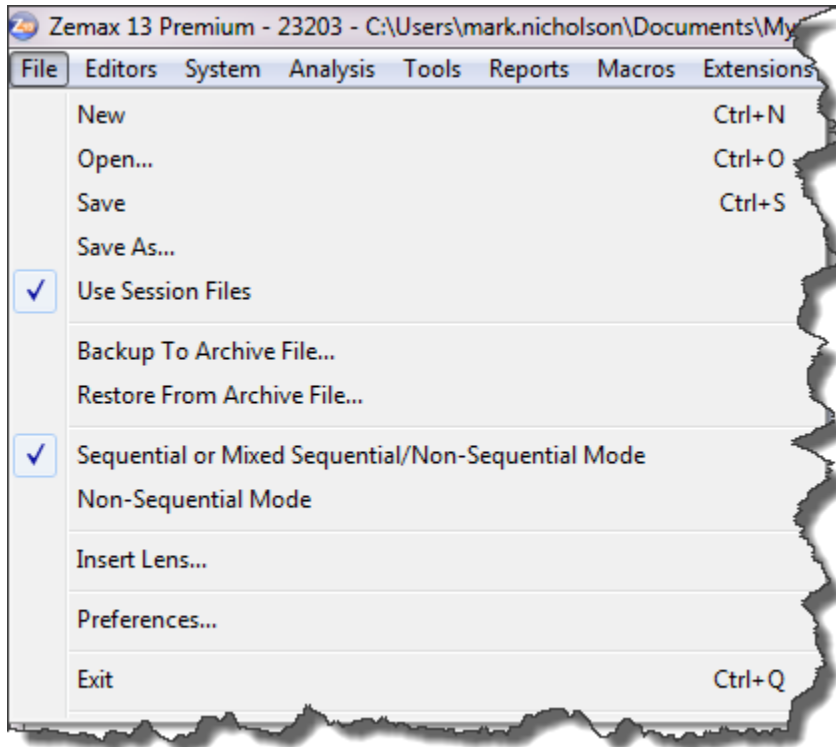 Zemax 13 Premium - 23203 - C:\Users\mark.nicholson\Documents\My
File Editors System Analysis Tools Reports Macros Extensions
New Ctrl+N
Open... Ctrl+O
Save Ctrl+S
Save As...
Use Session Files
Backup To Archive File...
Restore From Archive File...
Sequential or Mixed Sequential/Non-Sequential Mode
Non-Sequential Mode
Insert Lens...
Preferences...
Exit Ctrl+Q